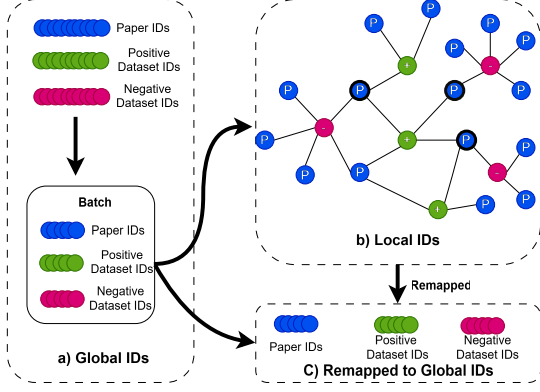 Paper IDs
Positive
Dataset IDs
Negative
Dataset IDs
Batch
Paper IDs
Positive
Dataset IDs
Negative
Dataset IDs
a) Global IDs
P
P
+
P
P
P
-
P
P
P
P
-
P
P
+
P
P
P
-
P
P
+
P
b) Local IDs
Remapped
Paper IDs
Positive
Dataset IDs
Negative
Dataset IDs
C) Remapped to Global IDs